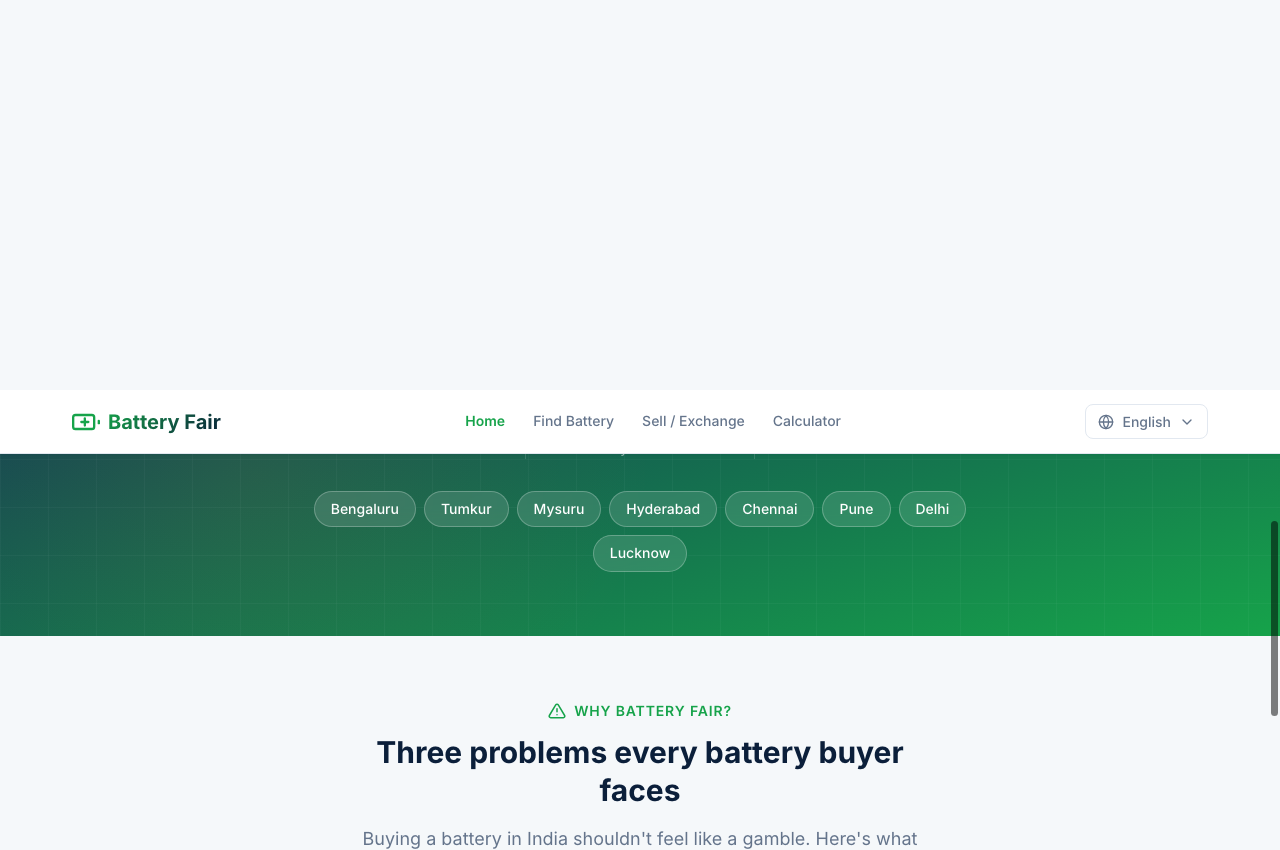 Battery Fair
Home Find Battery Sell / Exchange Calculator
English
Bengaluru Tumkur Mysuru Hyderabad Chennai Pune Delhi
Lucknow
WHY BATTERY FAIR?
Three problems every battery buyer
faces
Buying a battery in India shouldn't feel like a gamble. Here's what